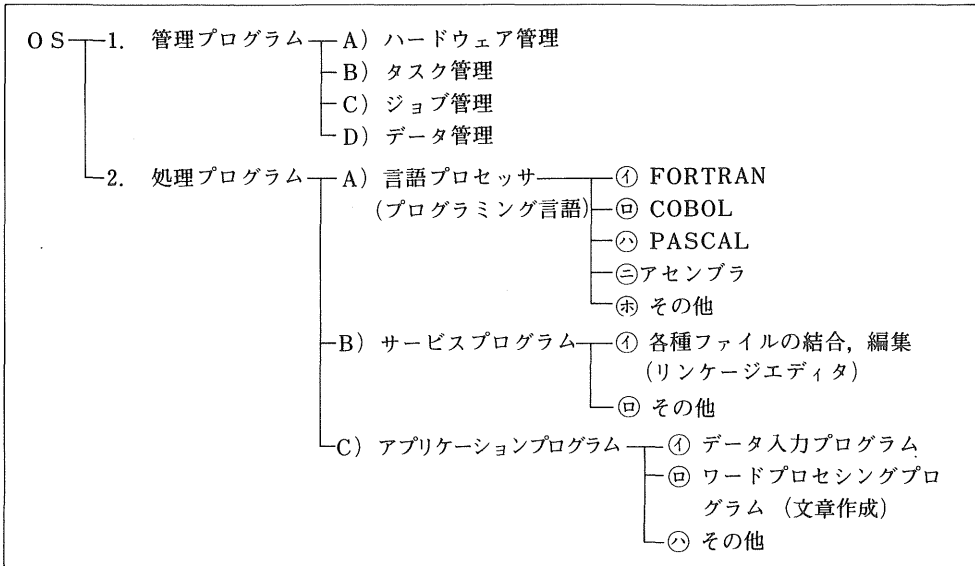 OS 1. 管理プログラム A) ハードウェア管理
B) タスク管理
C) ジョブ管理
D) データ管理
2. 処理プログラム A) 言語プロセッサ ㋑ FORTRAN
(プログラミング言語) ㋺ COBOL
㋩ PASCAL
㋥アセンブラ
㋭ その他
B) サービスプログラム ㋑ 各種ファイルの結合, 編集
(リンケージエディタ)
㋺ その他
C) アプリケーションプログラム ㋑ データ入力プログラム
㋺ ワードプロセシングプロ
グラム (文章作成)
㋩ その他